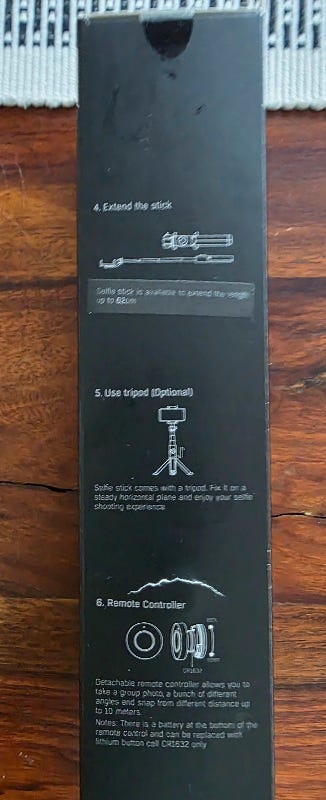 4. Extend the stick
Selfie stick is available to extend the length
up to 62cm
5. Use tripod (Optional)
Selfie stick comes with a tripod. Fix it on a
steady horizontal plane and enjoy your selfie
shooting experience
6. Remote Controller
CR1632
Detachable remote controller allows you to
take a group photo, a bunch of different
angles and snap from different distance up
to 10 meters
Notes: There is a battery at the bottom of the
remote control and can be replaced with
lithium button cell CR1632 only